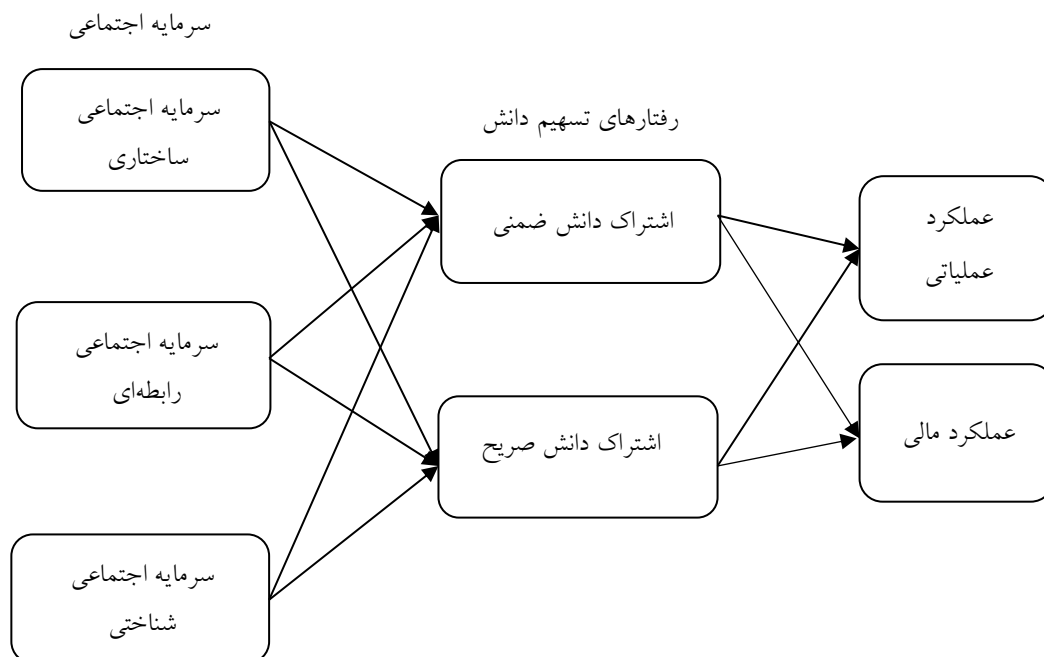 سرمایه اجتماعی
سرمایه اجتماعی
ساختاری
رفتارهای تسهیم دانش
اشتراک دانش ضمنی
عملکرد
عملیاتی
سرمایه اجتماعی
رابطه‌ای
اشتراک دانش صریح
عملکرد مالی
سرمایه اجتماعی
شناختی